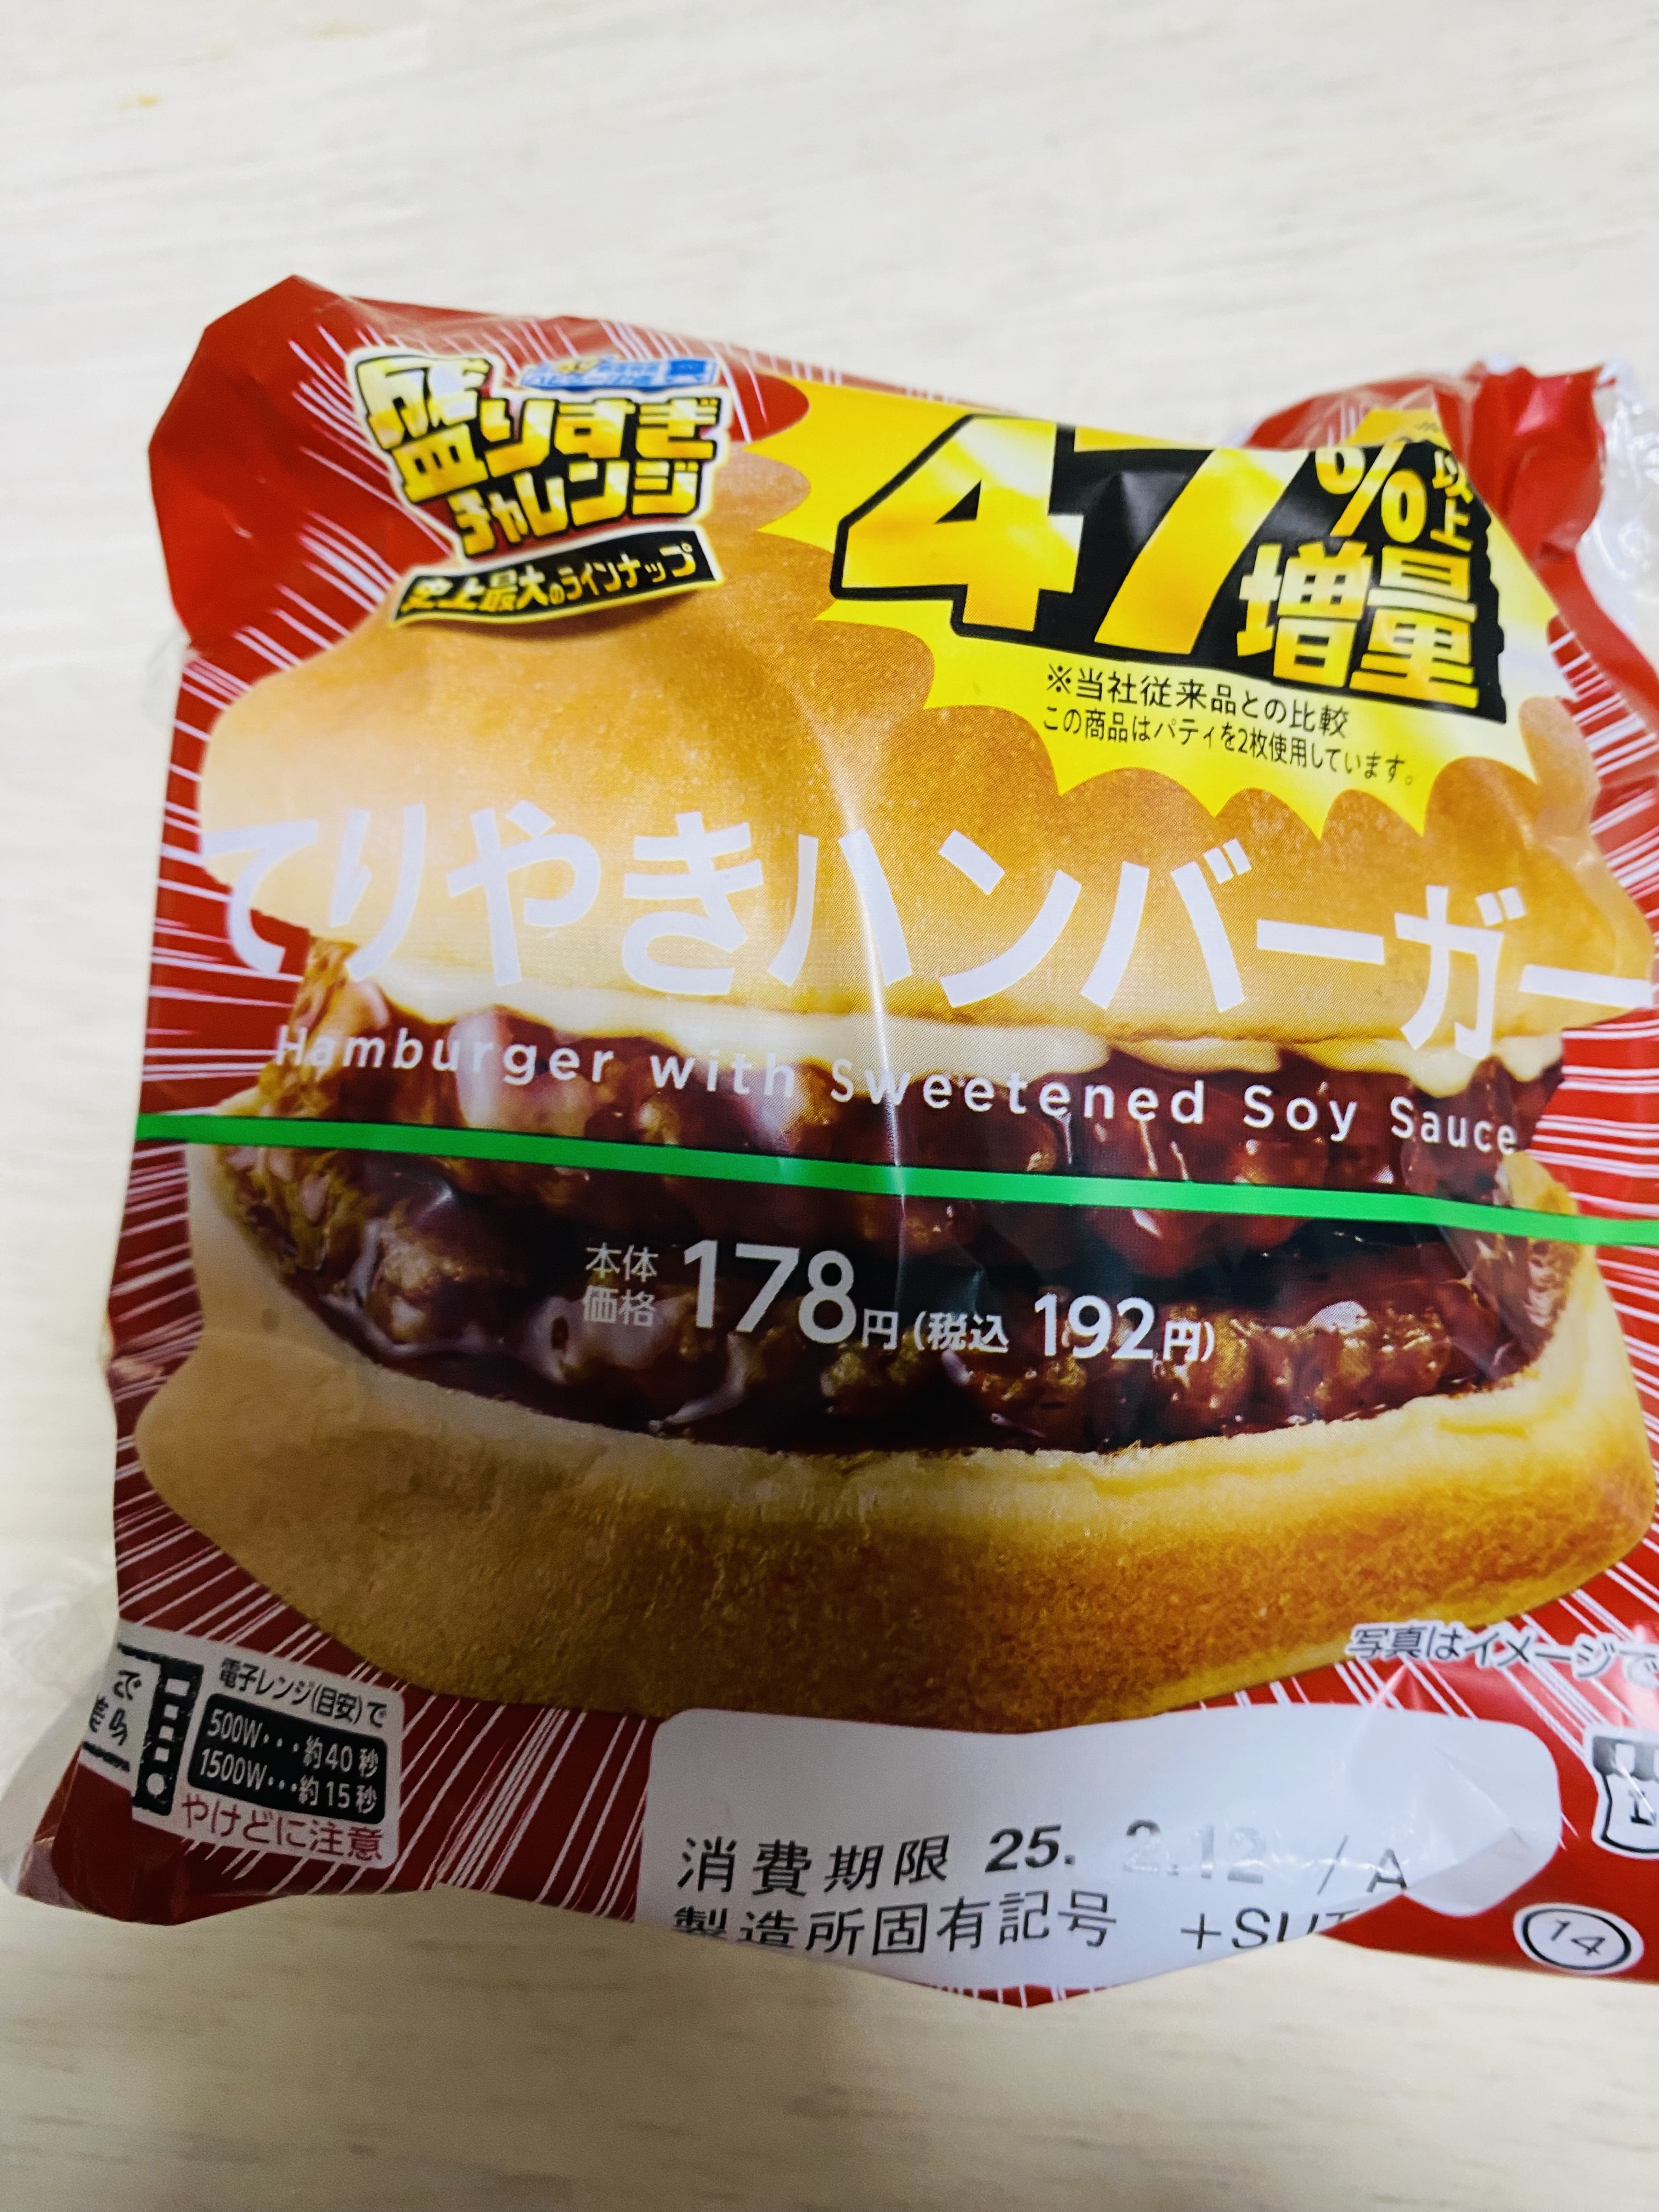 盛りすぎ
チャレンジ
史上最大のラインナップ
47%以上
増量
※当社従来品との比較
この商品はパティを2枚使用しています。
てりやきハンバーガー
Hamburger with Sweetened Soy Sauce
本体価格 178円(税込 192円)
写真はイメージで
電子レンジ(目安)で
500W・・・約40秒
1500W・・・約15秒
やけどに注意
消費期限 25. 2.12 / A
製造所固有記号 +SU
14